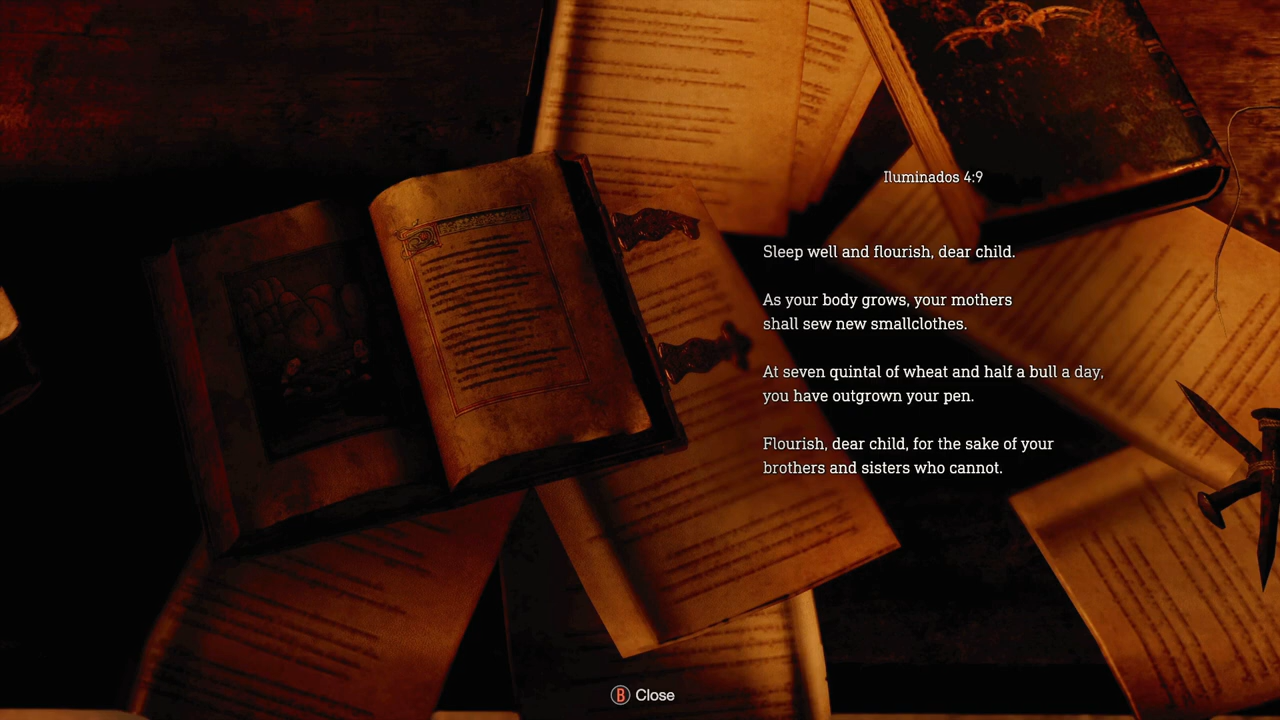 Iluminados 4:9
Sleep well and flourish, dear child.
As your body grows, your mothers
shall sew new smallclothes.
At seven quintal of wheat and half a bull a day,
you have outgrown your pen.
Flourish, dear child, for the sake of your
brothers and sisters who cannot.
B Close